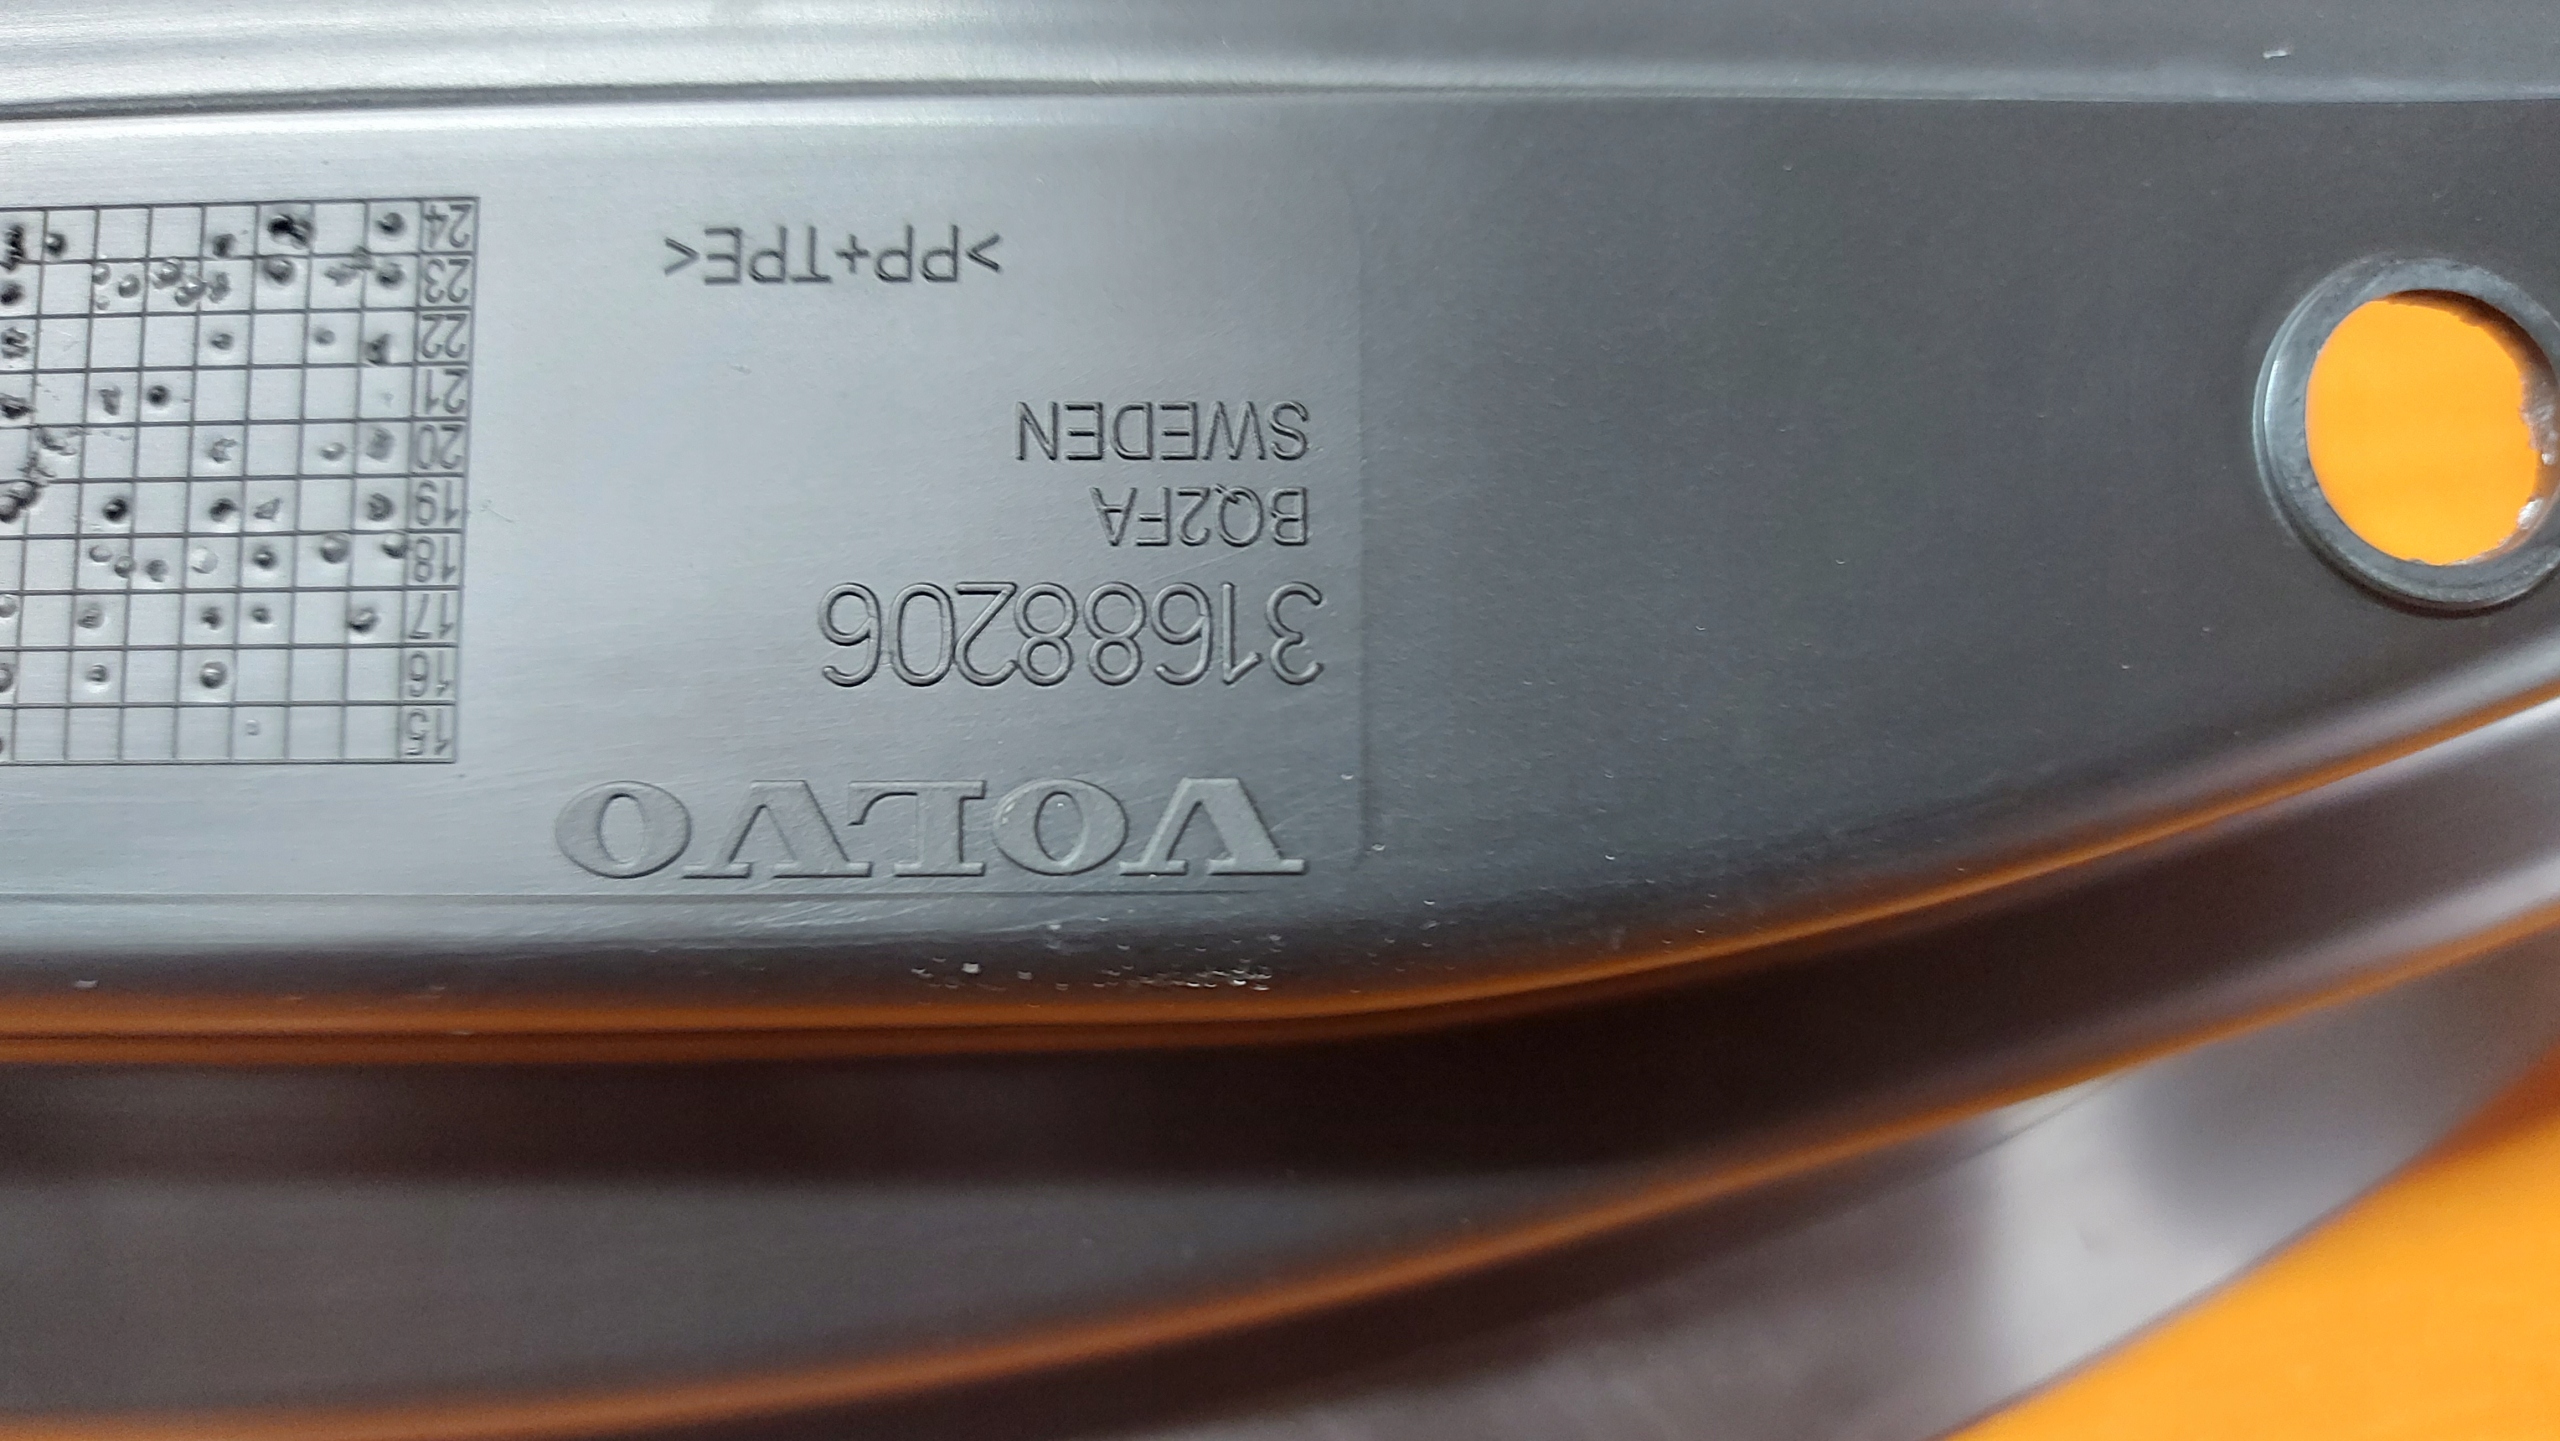 VOLVO
31688206
BQ2FA
SWEDEN
>PP+TPE<
15
16
17
18
19
20
21
22
23
24